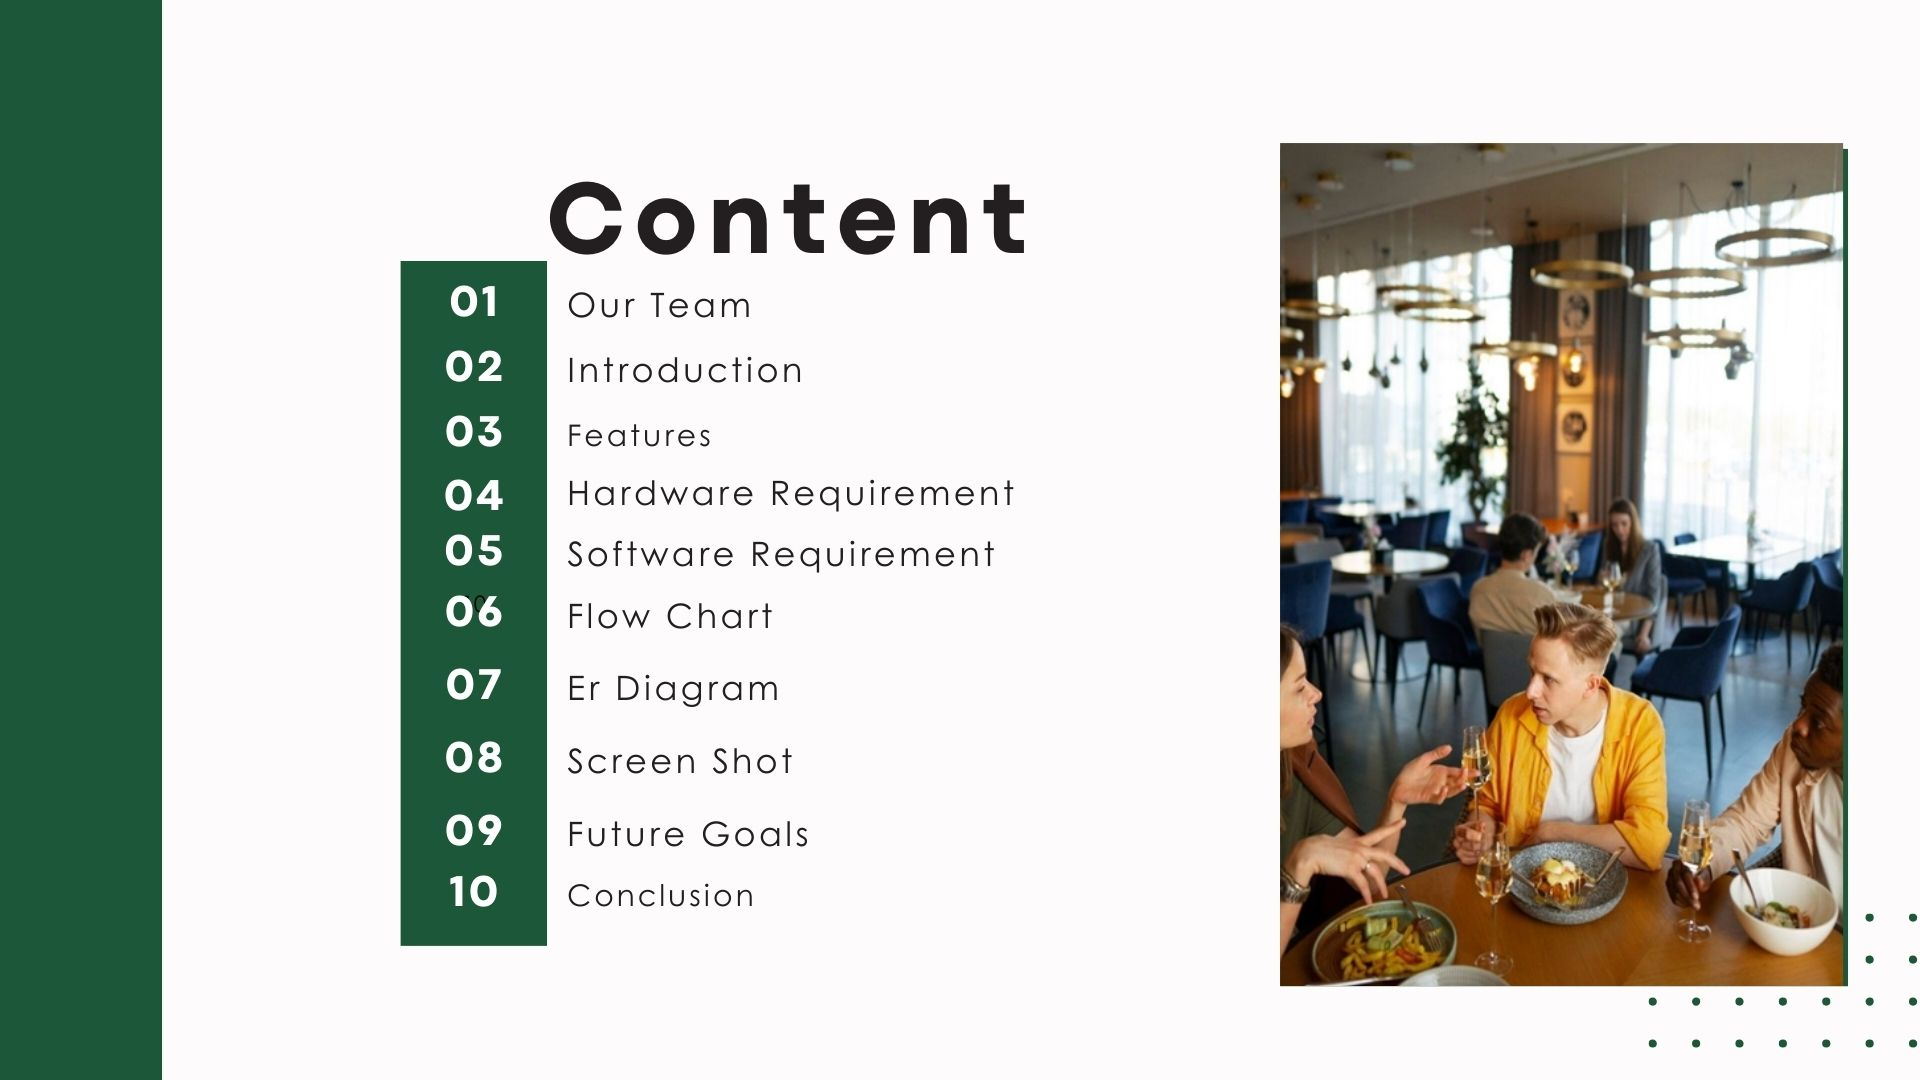 Content
01 Our Team
02 Introduction
03 Features
04 Hardware Requirement
05 Software Requirement
06 Flow Chart
07 Er Diagram
08 Screen Shot
09 Future Goals
10 Conclusion